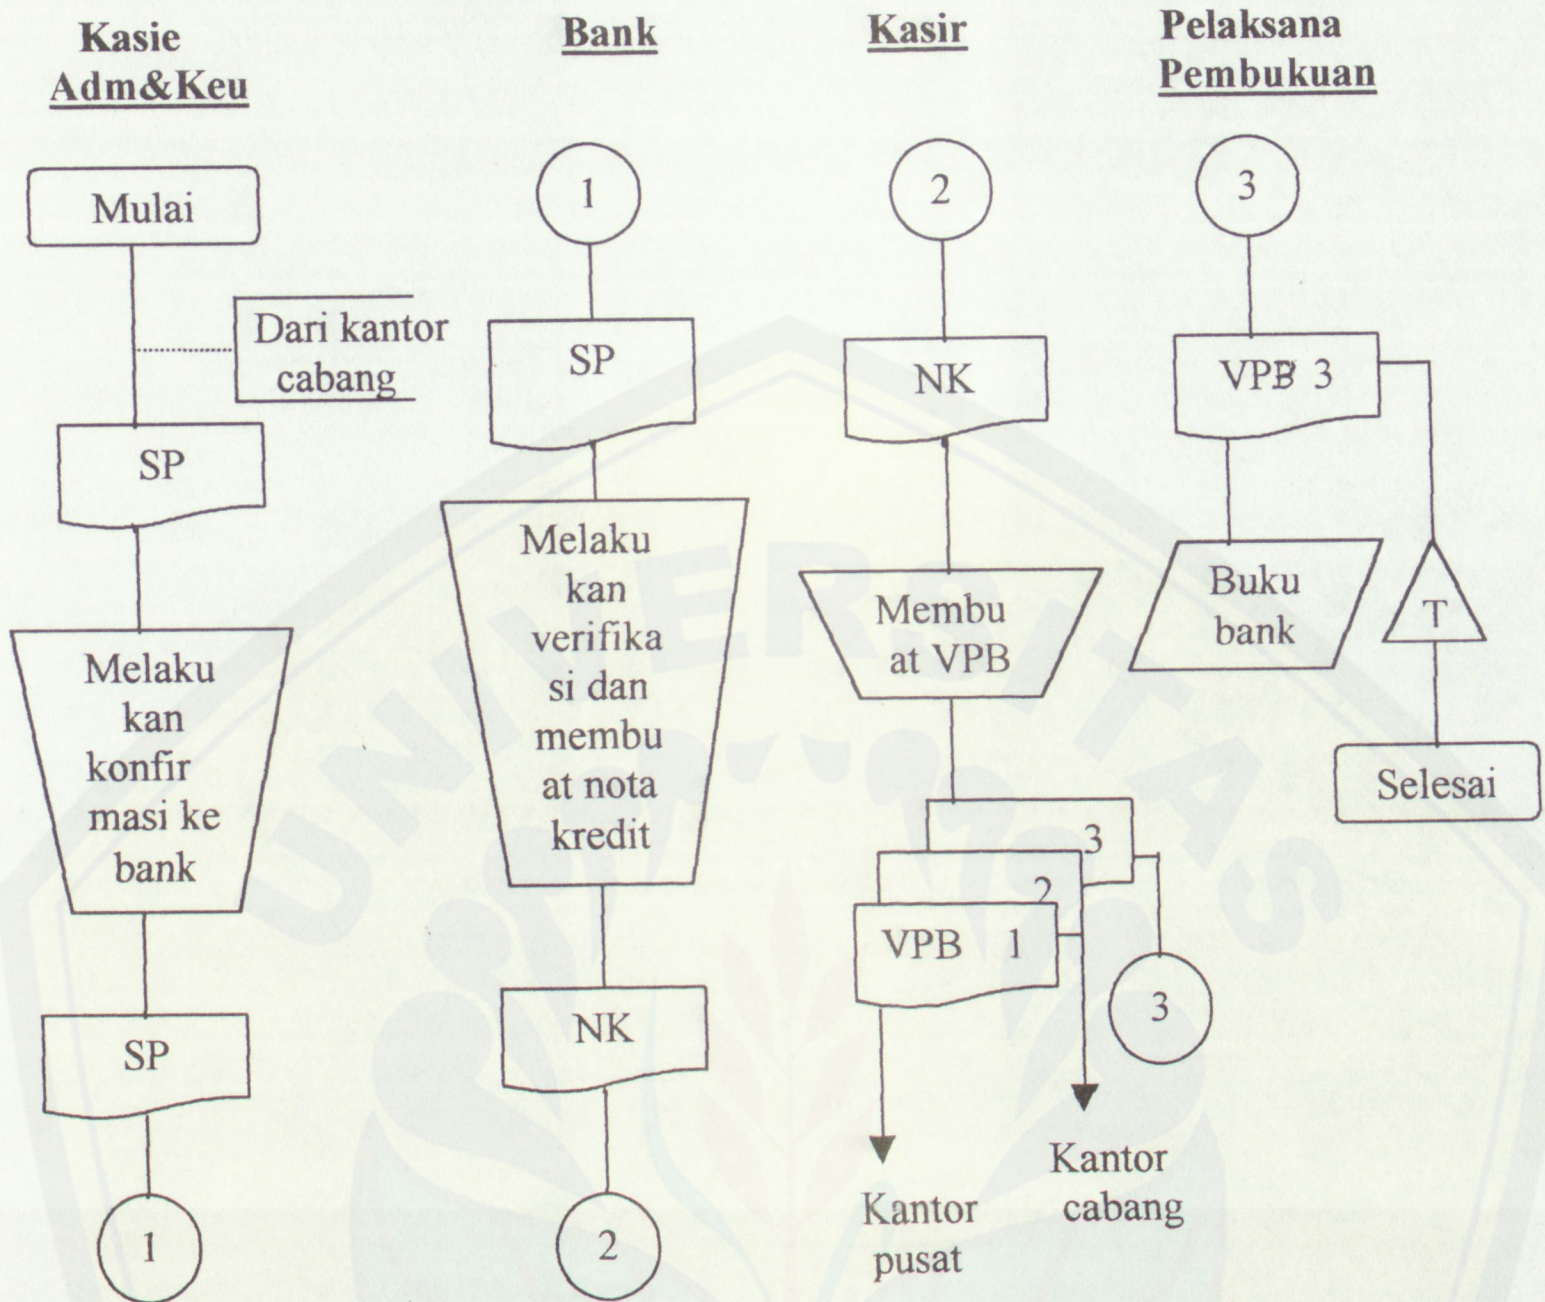 Kasie
Adm&Keu
Mulai
Dari kantor
cabang
SP
Melaku
kan
konfir
masi ke
bank
SP
1
Bank
1
SP
Melaku
kan
verifika
si dan
membu
at nota
kredit
NK
2
Kasir
2
NK
Membu
at VPB
3
2
VPB 1
3
Kantor
pusat
Kantor
cabang
Pelaksana
Pembukuan
3
VPB 3
Buku
bank
T
Selesai
UNIVERSITAS